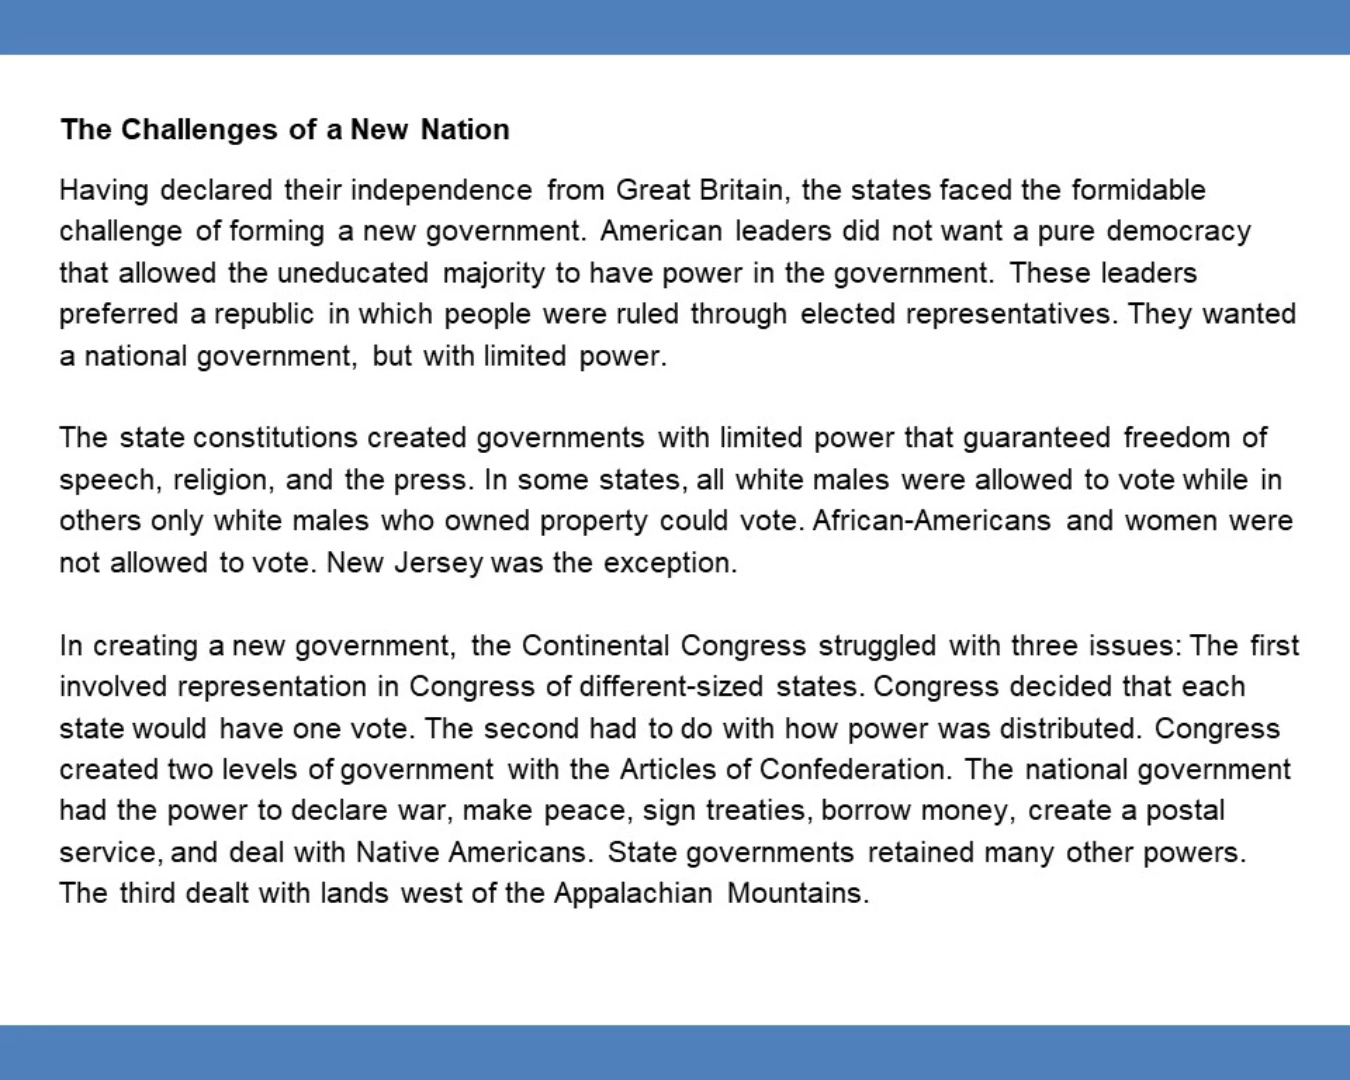 The Challenges of a New Nation
Having declared their independence from Great Britain, the states faced the formidable
challenge of forming a new government. American leaders did not want a pure democracy
that allowed the uneducated majority to have power in the government. These leaders
preferred a republic in which people were ruled through elected representatives. They wanted
a national government, but with limited power.
The state constitutions created governments with limited power that guaranteed freedom of
speech, religion, and the press. In some states, all white males were allowed to vote while in
others only white males who owned property could vote. African-Americans and women were
not allowed to vote. New Jersey was the exception.
In creating a new government, the Continental Congress struggled with three issues: The first
involved representation in Congress of different-sized states. Congress decided that each
state would have one vote. The second had to do with how power was distributed. Congress
created two levels of government with the Articles of Confederation. The national government
had the power to declare war, make peace, sign treaties, borrow money, create a postal
service, and deal with Native Americans. State governments retained many other powers.
The third dealt with lands west of the Appalachian Mountains.